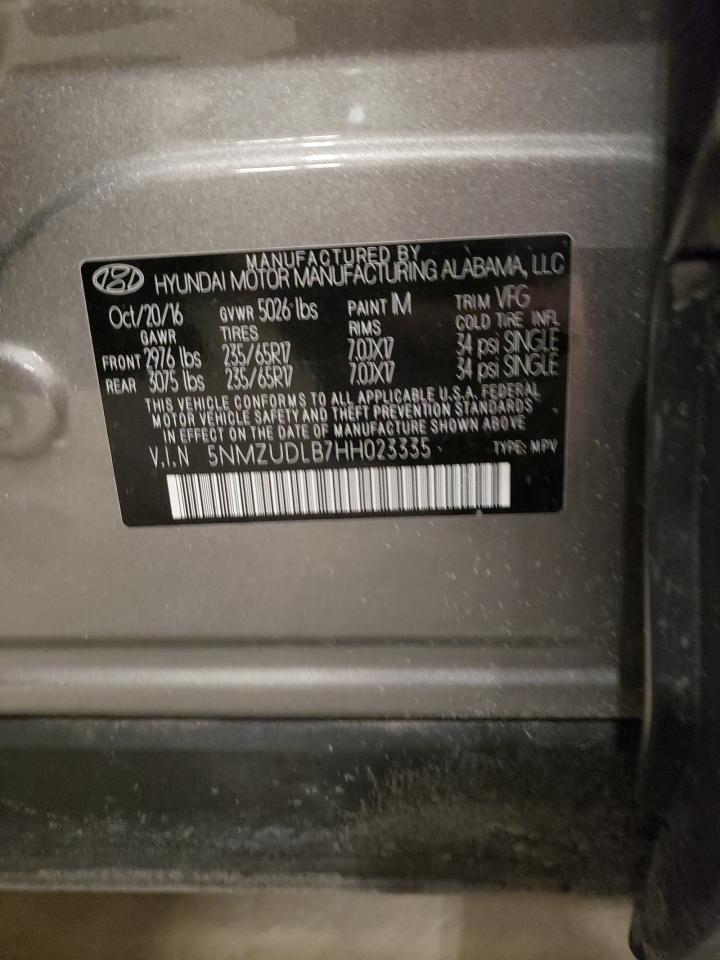 MANUFACTURED BY
HYUNDAI MOTOR MANUFACTURING ALABAMA, LLC
Oct/20/16 GVWR 5026 lbs PAINT IM TRIM VFG
GAWR TIRES RIMS COLD TIRE INFL
FRONT 2976 lbs 235/65R17 7.0JX17 34 psi SINGLE
REAR 3075 lbs 235/65R17 7.0JX17 34 psi SINGLE
THIS VEHICLE CONFORMS TO ALL APPLICABLE U.S.A. FEDERAL
MOTOR VEHICLE SAFETY AND THEFT PREVENTION STANDARDS
IN EFFECT ON THE DATE OF MANUFACTURE SHOWN ABOVE
V.I.N 5NMZUDLB7HH023335 TYPE: MPV